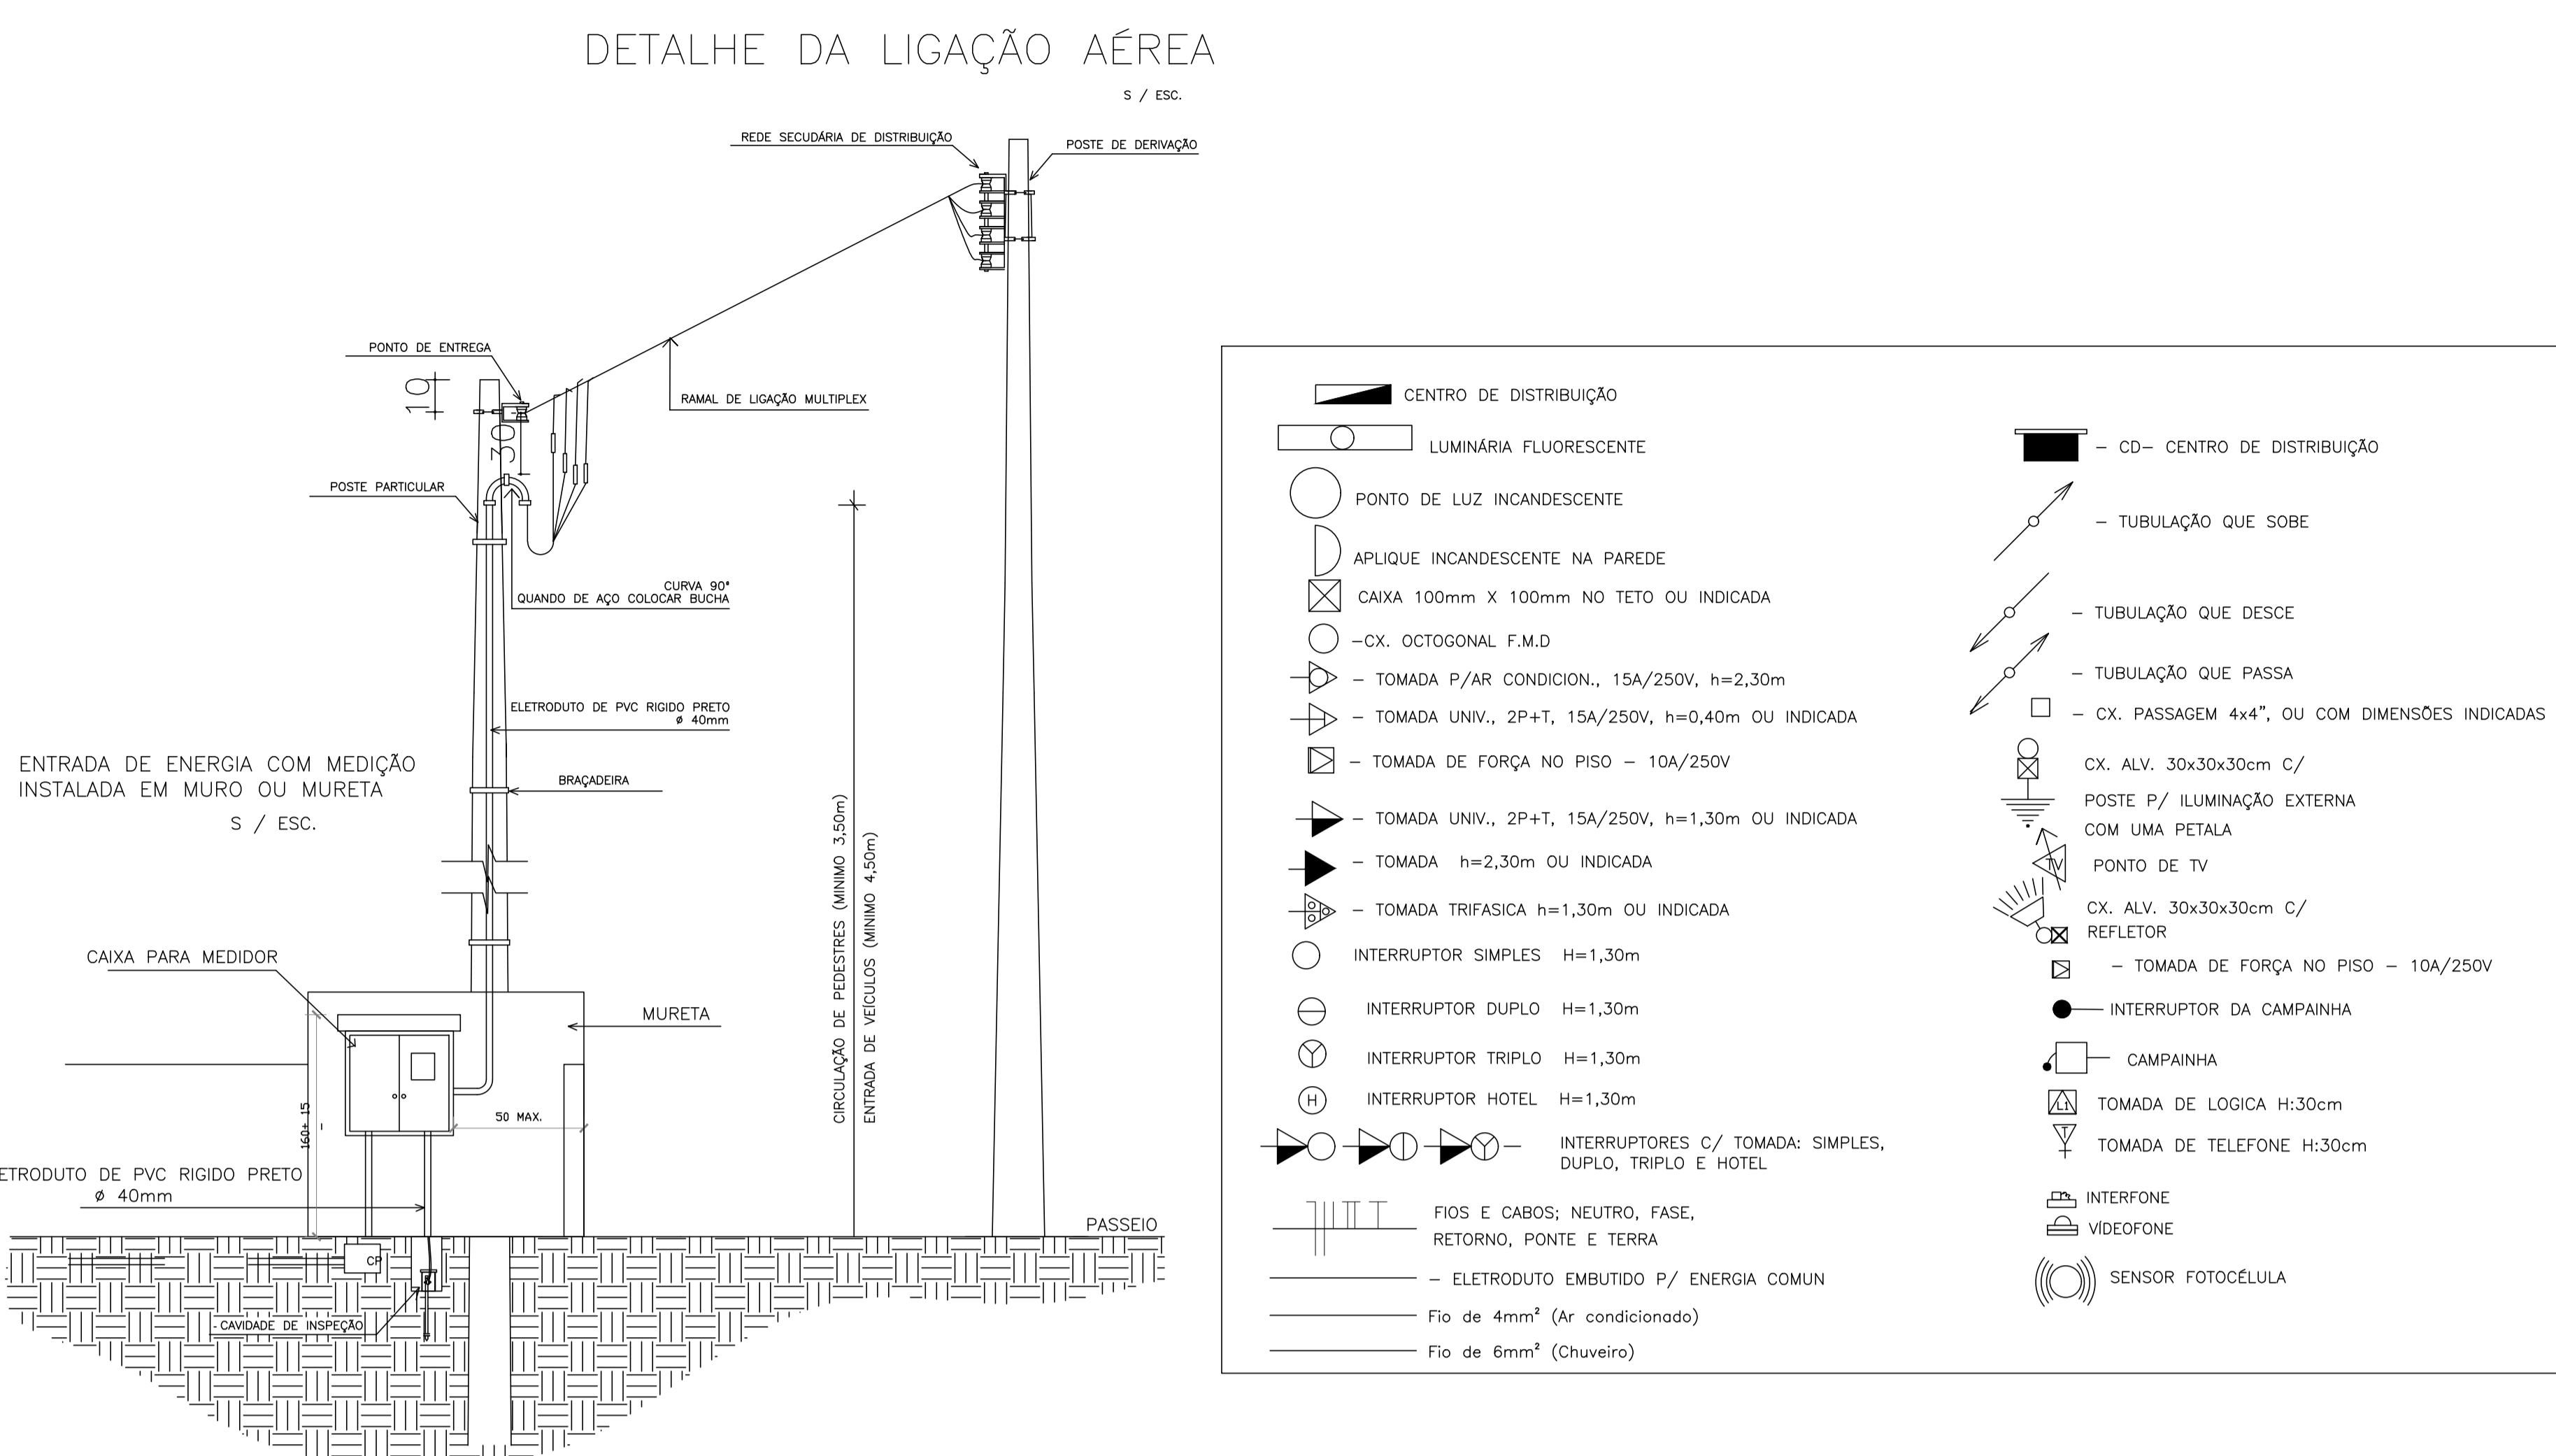 DETALHE DA LIGAÇÃO AÉREA
S / ESC.
REDE SECUDÁRIA DE DISTRIBUIÇÃO
POSTE DE DERIVAÇÃO
PONTO DE ENTREGA
10
30
RAMAL DE LIGAÇÃO MULTIPLEX
POSTE PARTICULAR
CURVA 90°
QUANDO DE AÇO COLOCAR BUCHA
ELETRODUTO DE PVC RIGIDO PRETO
ø 40mm
ENTRADA DE ENERGIA COM MEDIÇÃO
INSTALADA EM MURO OU MURETA
S / ESC.
BRAÇADEIRA
CIRCULAÇÃO DE PEDESTRES (MINIMO 3,50m)
ENTRADA DE VEÍCULOS (MINIMO 4,50m)
CAIXA PARA MEDIDOR
MURETA
50 MAX.
160± 15
ETRODUTO DE PVC RIGIDO PRETO
ø 40mm
PASSEIO
CP
- CAVIDADE DE INSPEÇÃO
CENTRO DE DISTRIBUIÇÃO
LUMINÁRIA FLUORESCENTE
PONTO DE LUZ INCANDESCENTE
APLIQUE INCANDESCENTE NA PAREDE
CAIXA 100mm X 100mm NO TETO OU INDICADA
-CX. OCTOGONAL F.M.D
- TOMADA P/AR CONDICION., 15A/250V, h=2,30m
- TOMADA UNIV., 2P+T, 15A/250V, h=0,40m OU INDICADA
- TOMADA DE FORÇA NO PISO - 10A/250V
- TOMADA UNIV., 2P+T, 15A/250V, h=1,30m OU INDICADA
- TOMADA h=2,30m OU INDICADA
- TOMADA TRIFASICA h=1,30m OU INDICADA
INTERRUPTOR SIMPLES H=1,30m
INTERRUPTOR DUPLO H=1,30m
INTERRUPTOR TRIPLO H=1,30m
H INTERRUPTOR HOTEL H=1,30m
INTERRUPTORES C/ TOMADA: SIMPLES,
DUPLO, TRIPLO E HOTEL
FIOS E CABOS; NEUTRO, FASE,
RETORNO, PONTE E TERRA
- ELETRODUTO EMBUTIDO P/ ENERGIA COMUN
Fio de 4mm² (Ar condicionado)
Fio de 6mm² (Chuveiro)
- CD- CENTRO DE DISTRIBUIÇÃO
- TUBULAÇÃO QUE SOBE
- TUBULAÇÃO QUE DESCE
- TUBULAÇÃO QUE PASSA
- CX. PASSAGEM 4x4", OU COM DIMENSÕES INDICADAS
CX. ALV. 30x30x30cm C/
POSTE P/ ILUMINAÇÃO EXTERNA
COM UMA PETALA
TV PONTO DE TV
CX. ALV. 30x30x30cm C/
REFLETOR
- TOMADA DE FORÇA NO PISO - 10A/250V
INTERRUPTOR DA CAMPAINHA
CAMPAINHA
L1 TOMADA DE LOGICA H:30cm
T TOMADA DE TELEFONE H:30cm
INTERFONE
VÍDEOFONE
SENSOR FOTOCÉLULA